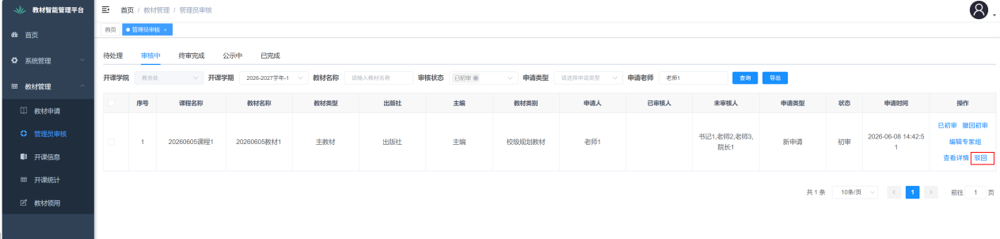 教材智能管理平台
首页 / 教材管理 / 管理员审核
首页
管理员审核 ×
首页
系统管理
教材管理
教材申请
管理员审核
开课信息
开课统计
教材领用
待处理 审核中 终审完成 公示中 已完成
开课学院 教务处 开课学期 2026-2027学年-1 教材名称 请输入教材名称 审核状态 已初审 申请类型 请选择申请类型 申请老师 老师1 查询 导出
序号 课程名称 教材名称 教材类型 出版社 主编 教材类别 申请人 已审核人 未审核人 申请类型 状态 申请时间 操作
1 20260605课程1 20260605教材1 主教材 出版社 主编 校级规划教材 老师1 书记1,老师2,老师3,
院长1 新申请 初审 2026-06-08 14:42:5
1
已初审 撤回初审
编辑专家组
查看详情 驳回
共 1 条 10条/页 1 前往 1 页